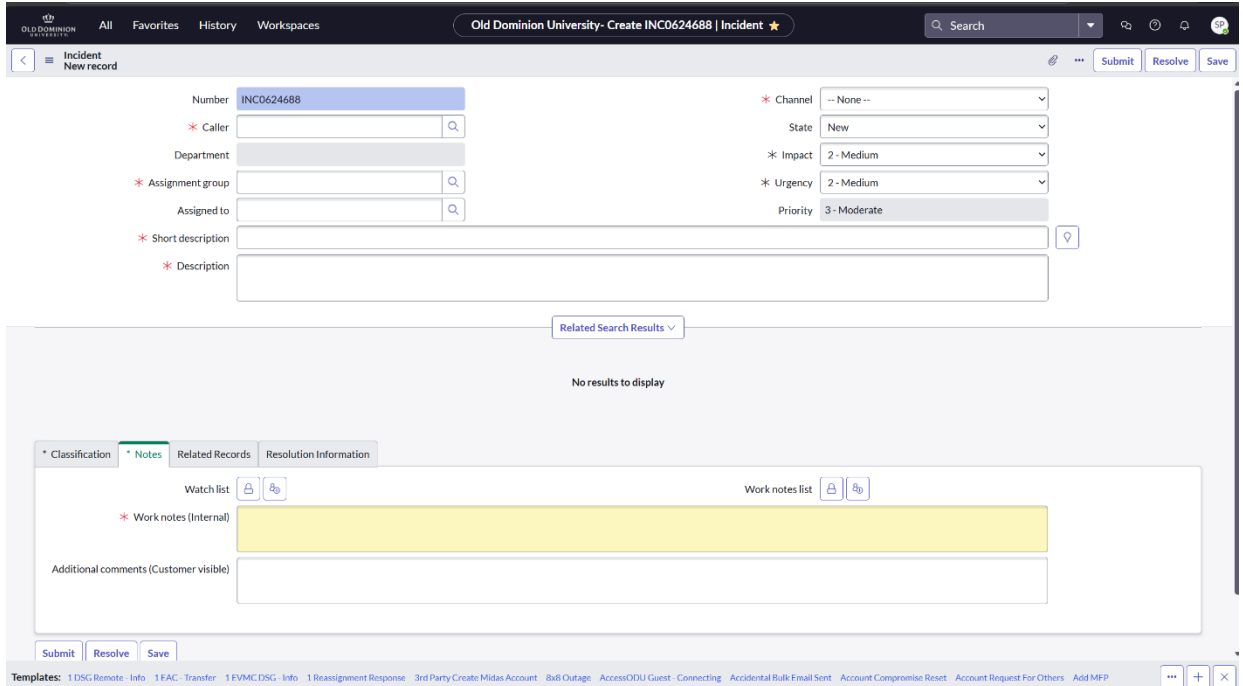 OLD DOMINION
UNIVERSITY
All Favorites History Workspaces
Old Dominion University- Create INC0624688 | Incident
Search
SP
Incident
New record
Submit Resolve Save
Number INC0624688
Channel -- None --
Caller
State New
Department
Impact 2 - Medium
Assignment group
Urgency 2 - Medium
Assigned to
Priority 3 - Moderate
Short description
Description
Related Search Results
No results to display
* Classification * Notes Related Records Resolution Information
Watch list
Work notes list
Work notes (Internal)
Additional comments (Customer visible)
Submit Resolve Save
Templates: 1 DSG Remote - Info 1 EAC - Transfer 1 EVMC DSG - Info 1 Reassignment Response 3rd Party Create Midas Account 8x8 Outage AccessODU Guest - Connecting Accidental Bulk Email Sent Account Compromise Reset Account Request For Others Add MFP